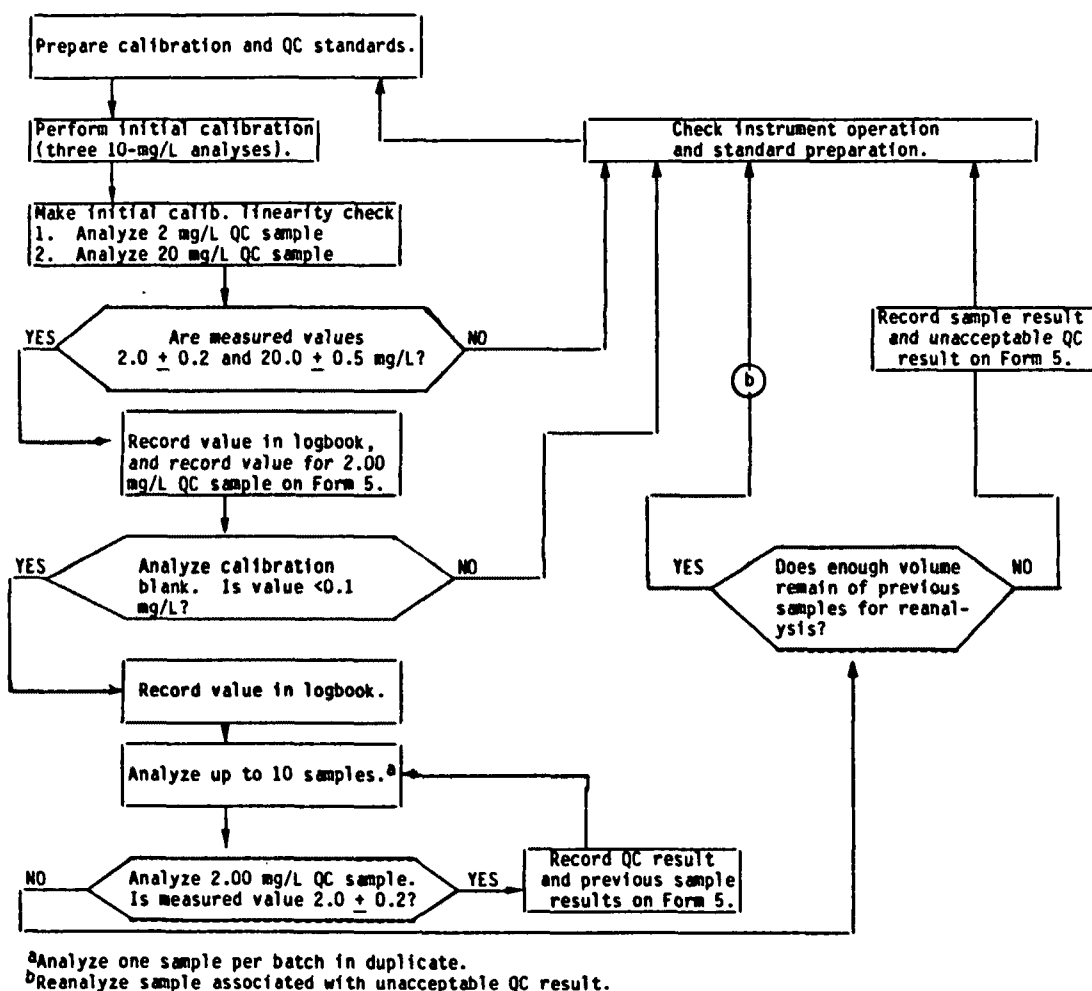 Prepare calibration and QC standards.
Perform initial calibration
(three 10-mg/L analyses).
Check instrument operation
and standard preparation.
Make initial calib. linearity check
1. Analyze 2 mg/L QC sample
2. Analyze 20 mg/L QC sample
YES
Are measured values
2.0 ± 0.2 and 20.0 ± 0.5 mg/L?
NO
Record sample result
and unacceptable QC
result on Form 5.
b
Record value in logbook,
and record value for 2.00
mg/L QC sample on Form 5.
YES
Analyze calibration
blank. Is value <0.1
mg/L?
NO
YES
Does enough volume
remain of previous
samples for reanal-
ysis?
NO
Record value in logbook.
Analyze up to 10 samples.a
NO
Analyze 2.00 mg/L QC sample.
Is measured value 2.0 ± 0.2?
YES
Record QC result
and previous sample
results on Form 5.
aAnalyze one sample per batch in duplicate.
bReanalyze sample associated with unacceptable QC result.